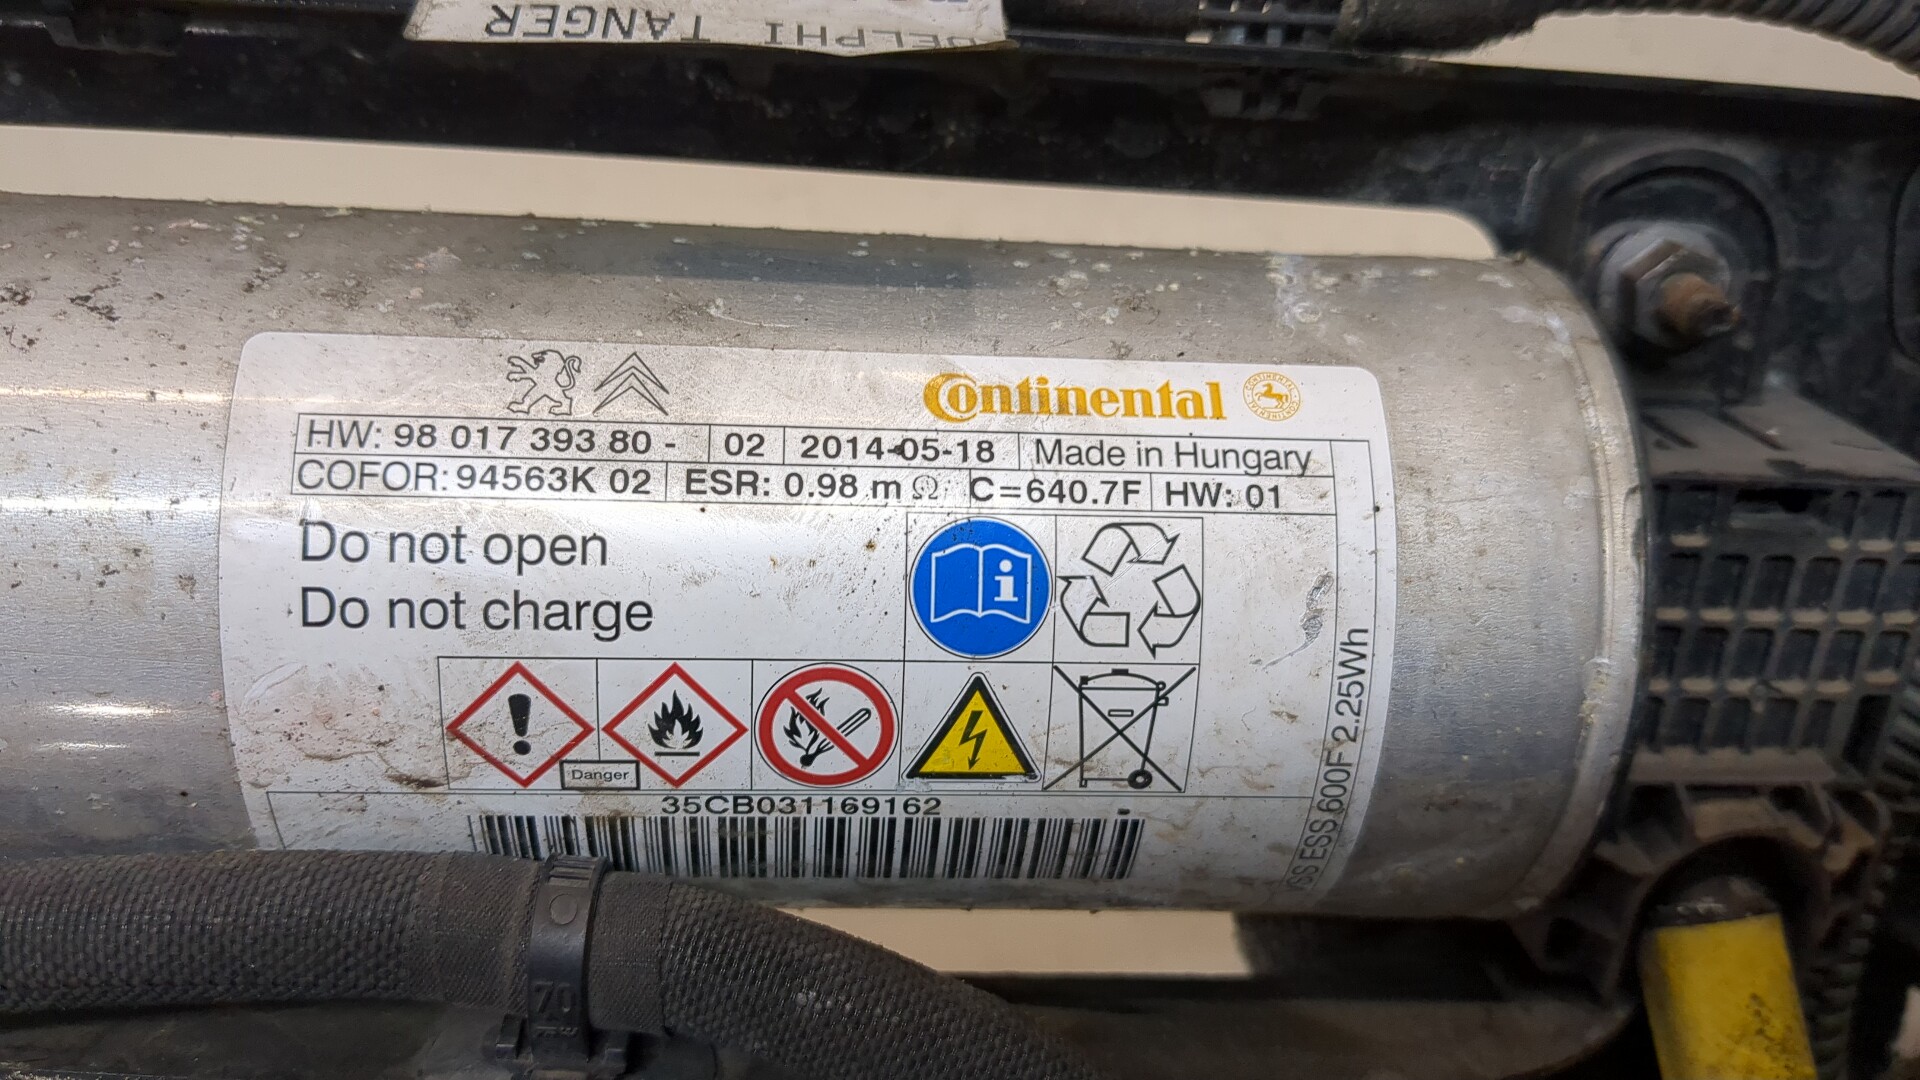 DELPHI TANGER
Continental
HW: 98 017 393 80 - 02 2014-05-18 Made in Hungary
COFOR: 94563K 02 ESR: 0.98 m Ω C=640.7F HW: 01
Do not open
Do not charge
Danger
35CB031169162
ESS 600F 2.25Wh
70